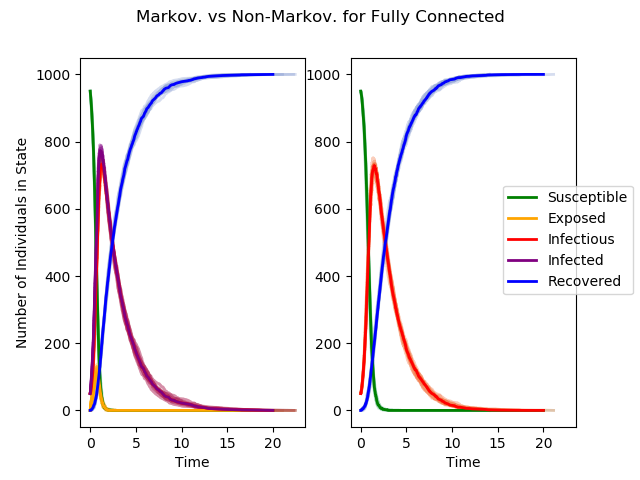 Markov. vs Non-Markov. for Fully Connected
Number of Individuals in State
1000
800
600
400
200
0
0 5 10 15 20
Time
1000
800
600
400
200
0
0 5 10 15 20
Time
Susceptible
Exposed
Infectious
Infected
Recovered